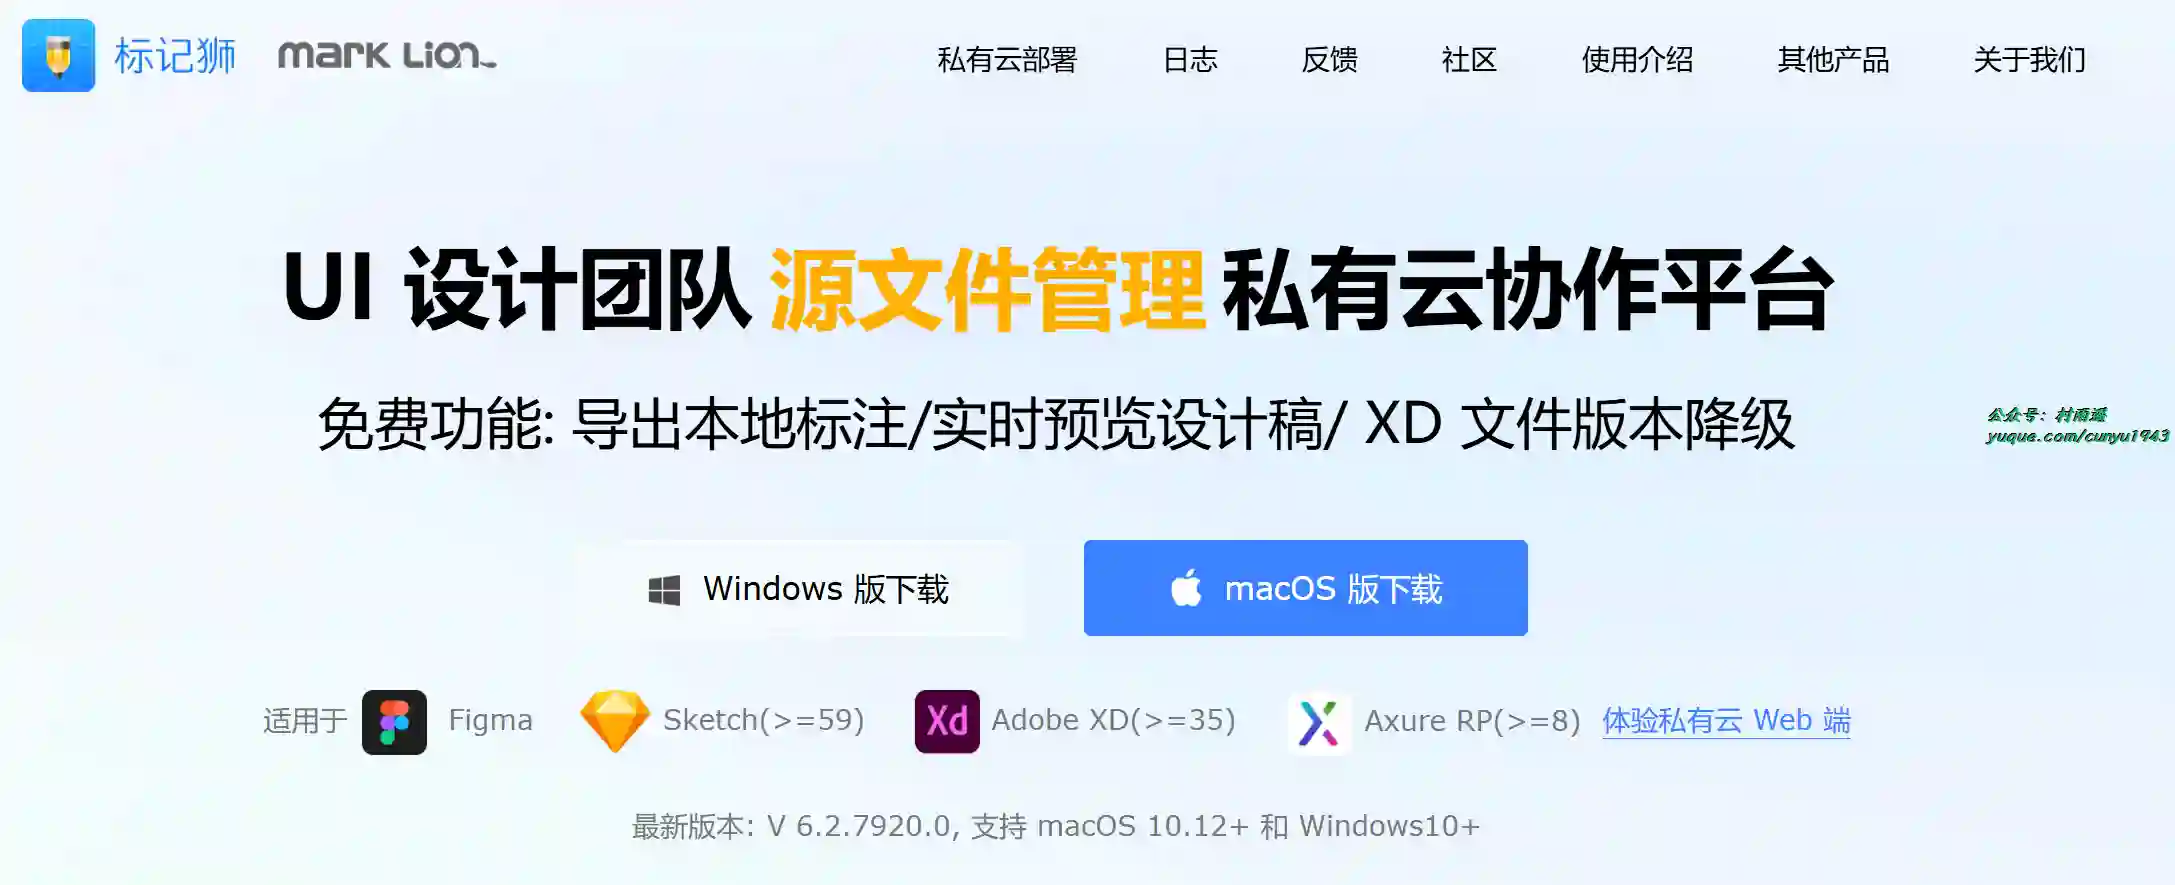 标记狮 mark Lion 私有云部署 日志 反馈 社区 使用介绍 其他产品 关于我们
UI 设计团队 源文件管理 私有云协作平台
免费功能: 导出本地标注/实时预览设计稿/ XD 文件版本降级
公众号：村雨遥
yuque.com/cunyu1943
Windows 版下载 macOS 版下载
适用于 Figma Sketch(>=59) Xd Adobe XD(>=35) Axure RP(>=8) 体验私有云 Web 端
最新版本: V 6.2.7920.0, 支持 macOS 10.12+ 和 Windows10+